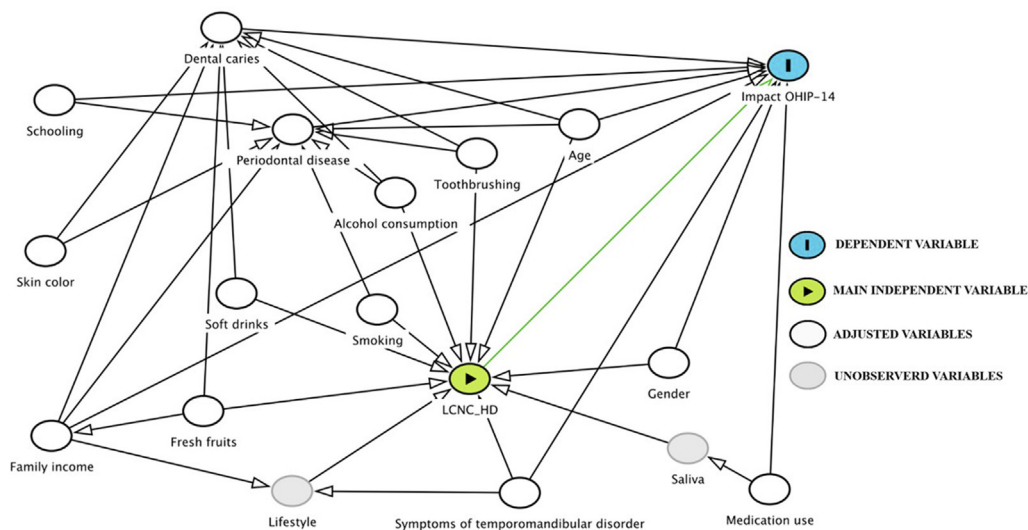 Dental caries
Impact OHIP-14
Schooling
Periodontal disease
Age
Toothbrushing
Alcohol consumption
DEPENDENT VARIABLE
Skin color
MAIN INDEPENDENT VARIABLE
Soft drinks
Smoking
ADJUSTED VARIABLES
UNOBSERVERD VARIABLES
Gender
LCNC_HD
Fresh fruits
Family income
Saliva
Lifestyle
Symptoms of temporomandibular disorder
Medication use